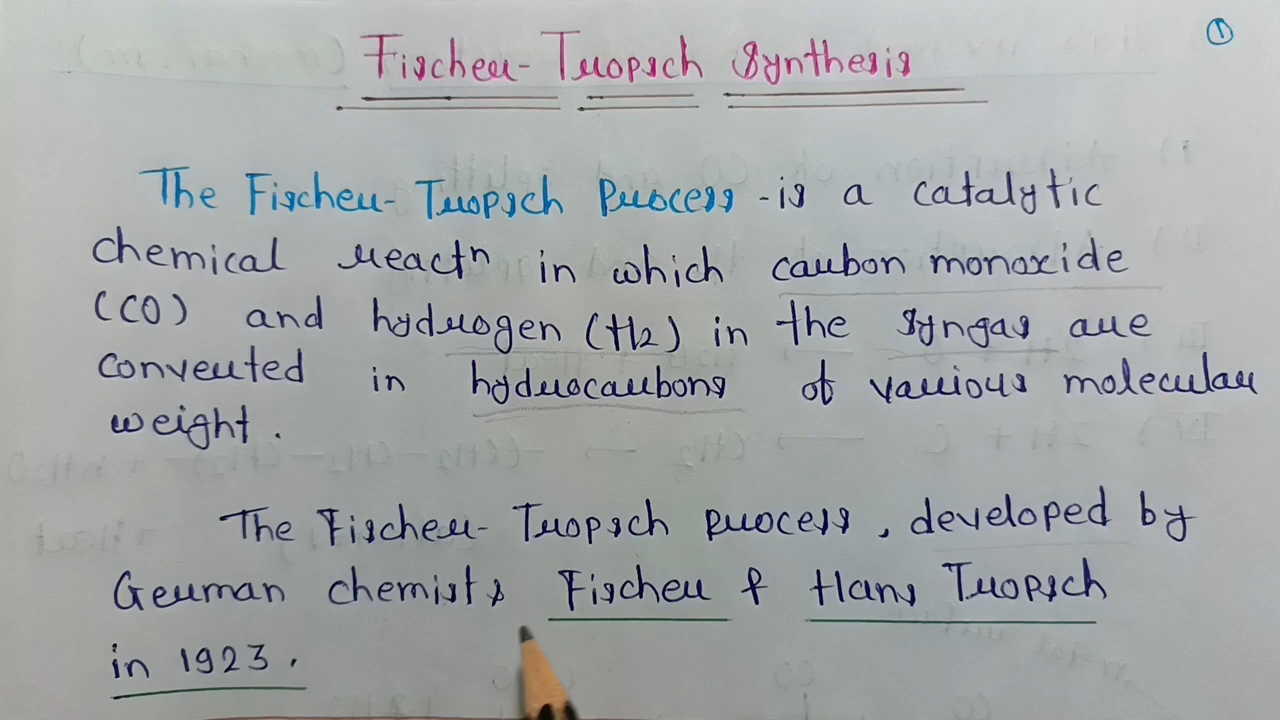 ①
Fischer-Tropsch Synthesis
The Fischer-Tropsch Process - is a catalytic
chemical reactⁿ in which carbon monoxide
(CO) and hydrogen (H₂) in the syngas are
converted in hydrocarbons of various molecular
weight.
The Fischer-Tropsch process, developed by
German chemists Fischer & Hans Tropsch
in 1923.